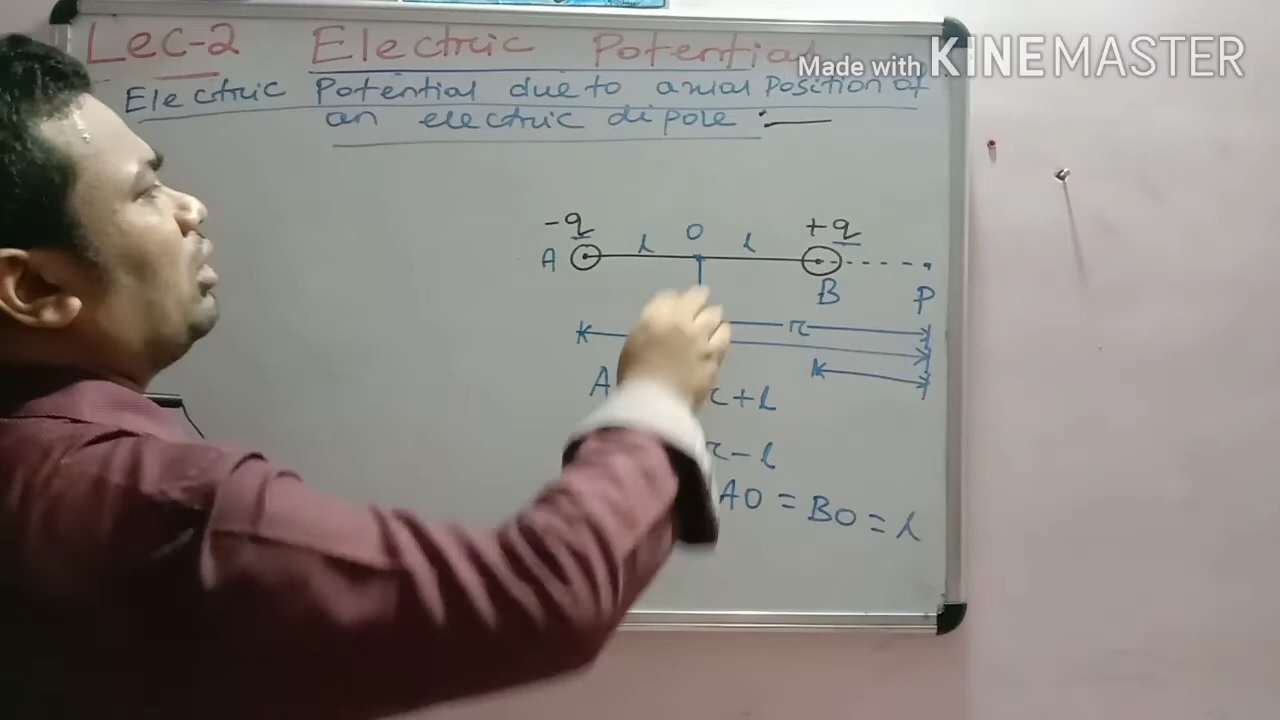 Lec-2 Electric Potential
Made with KINEMASTER
Electric Potential due to axial Position of
an electric dipole :-
-q O +q
A l l
B P
r
A r+l
r-l
AO = BO = l